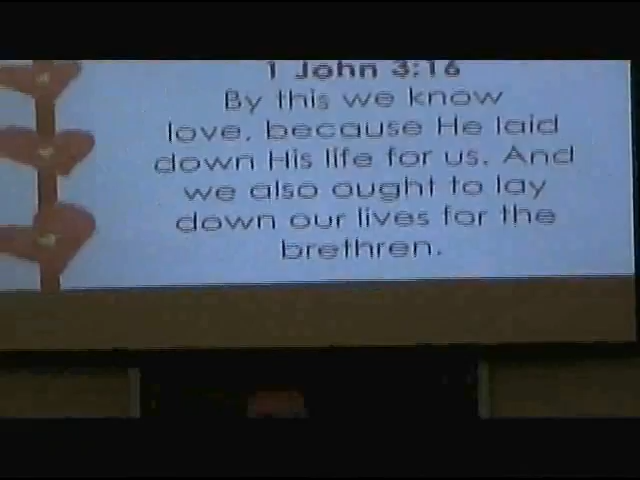 1 John 3:16
By this we know
love, because He laid
down His life for us. And
we also ought to lay
down our lives for the
brethren.